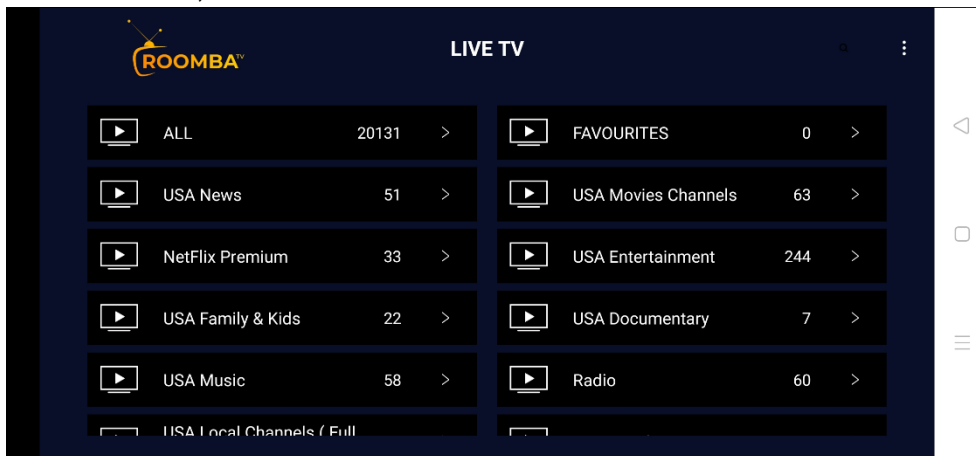 ROOMBA TV
LIVE TV
ALL 20131 >
FAVOURITES 0 >
USA News 51 >
USA Movies Channels 63 >
NetFlix Premium 33 >
USA Entertainment 244 >
USA Family & Kids 22 >
USA Documentary 7 >
USA Music 58 >
Radio 60 >
USA Local Channels ( Full